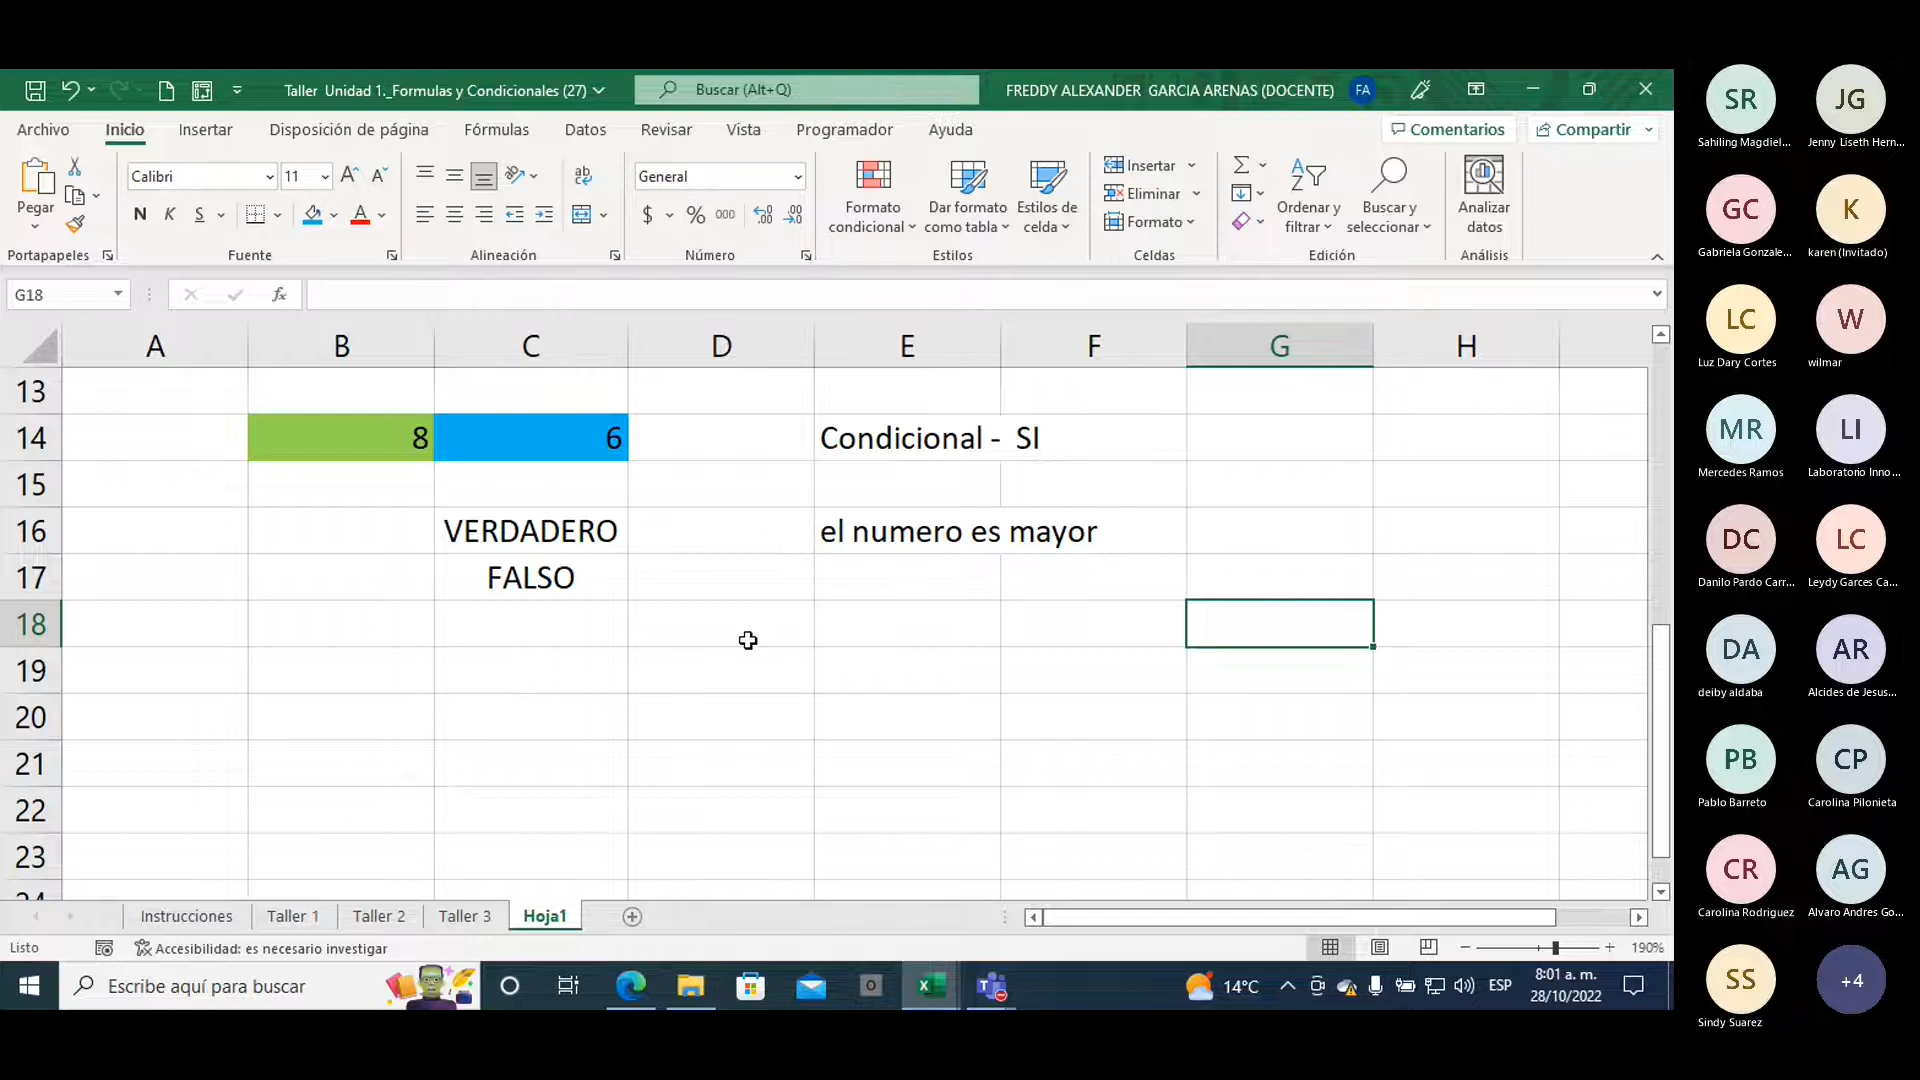 Taller Unidad 1._Formulas y Condicionales (27)
Buscar (Alt+Q)
FREDDY ALEXANDER GARCIA ARENAS (DOCENTE)
FA
Archivo Inicio Insertar Disposición de página Fórmulas Datos Revisar Vista Programador Ayuda
Comentarios Compartir
Pegar
Portapapeles
Calibri 11
N K S
Fuente
Alineación
General
$ % 000
Número
Formato condicional
Dar formato como tabla
Estilos de celda
Estilos
Insertar
Eliminar
Formato
Celdas
Ordenar y filtrar
Buscar y seleccionar
Edición
Analizar datos
Análisis
G18
fx
A B C D E F G H
13
14 8 6 Condicional - SI
15
16 VERDADERO el numero es mayor
17 FALSO
18
19
20
21
22
23
24
Instrucciones Taller 1 Taller 2 Taller 3 Hoja1
Listo Accesibilidad: es necesario investigar 190%
Escribe aquí para buscar
14°C
ESP
8:01 a. m.
28/10/2022
SR JG
Sahiling Magdiel... Jenny Liseth Hern...
GC K
Gabriela Gonzale... karen (Invitado)
LC W
Luz Dary Cortes wilmar
MR LI
Mercedes Ramos Laboratorio Inno...
DC LC
Danilo Pardo Carr... Leydy Garces Ca...
DA AR
deiby aldaba Alcides de Jesus...
PB CP
Pablo Barreto Carolina Pilonieta
CR AG
Carolina Rodriguez Alvaro Andres Go...
SS +4
Sindy Suarez